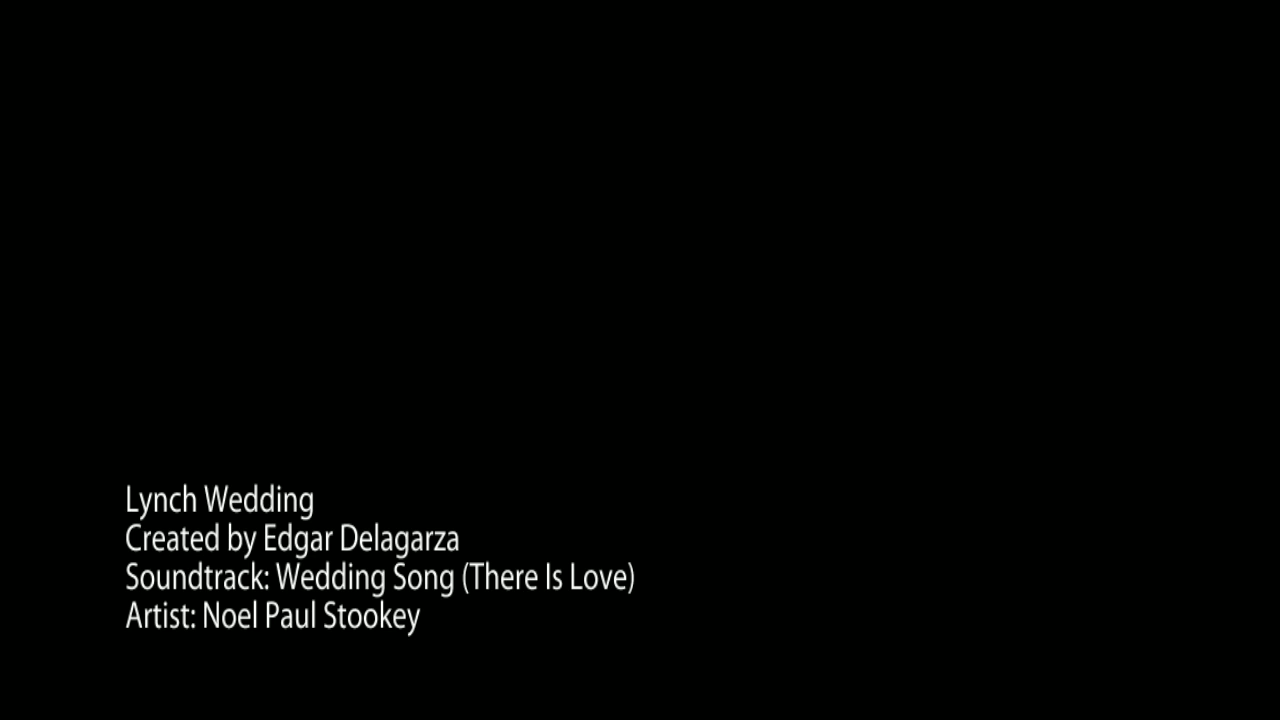 Lynch Wedding
Created by Edgar Delagarza
Soundtrack: Wedding Song (There Is Love)
Artist: Noel Paul Stookey